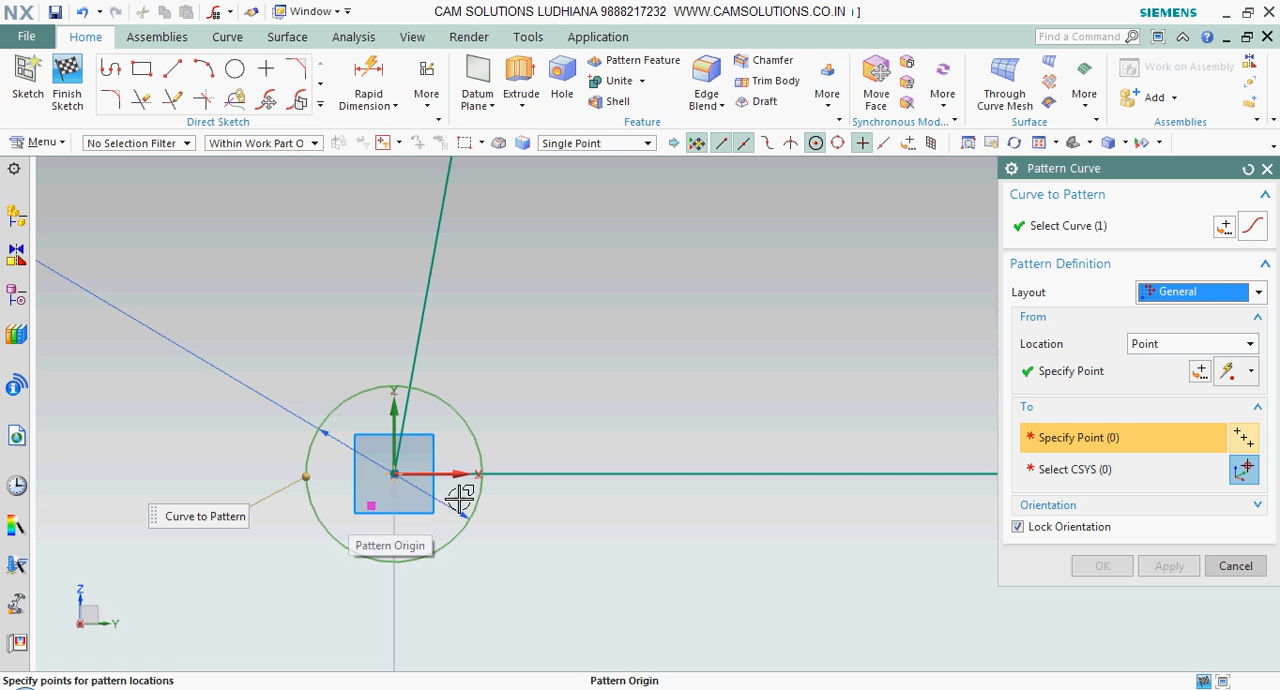 NX
Window
CAM SOLUTIONS LUDHIANA 9888217232 WWW.CAMSOLUTIONS.CO.IN ı ]
SIEMENS
File Home Assemblies Curve Surface Analysis View Render Tools Application
Find a Command
Sketch
Finish Sketch
Rapid Dimension
More
Direct Sketch
Datum Plane
Extrude
Hole
Pattern Feature
Unite
Shell
Edge Blend
Chamfer
Trim Body
Draft
More
Feature
Move Face
More
Synchronous Mod...
Through Curve Mesh
More
Surface
Work on Assembly
Add
Assemblies
Menu
No Selection Filter
Within Work Part O
Single Point
Pattern Curve
Curve to Pattern
Select Curve (1)
Pattern Definition
Layout
General
From
Location
Point
Specify Point
To
* Specify Point (0)
* Select CSYS (0)
Orientation
Lock Orientation
OK
Apply
Cancel
Y
X
Curve to Pattern
Pattern Origin
Z
Y
Specify points for pattern locations
Pattern Origin